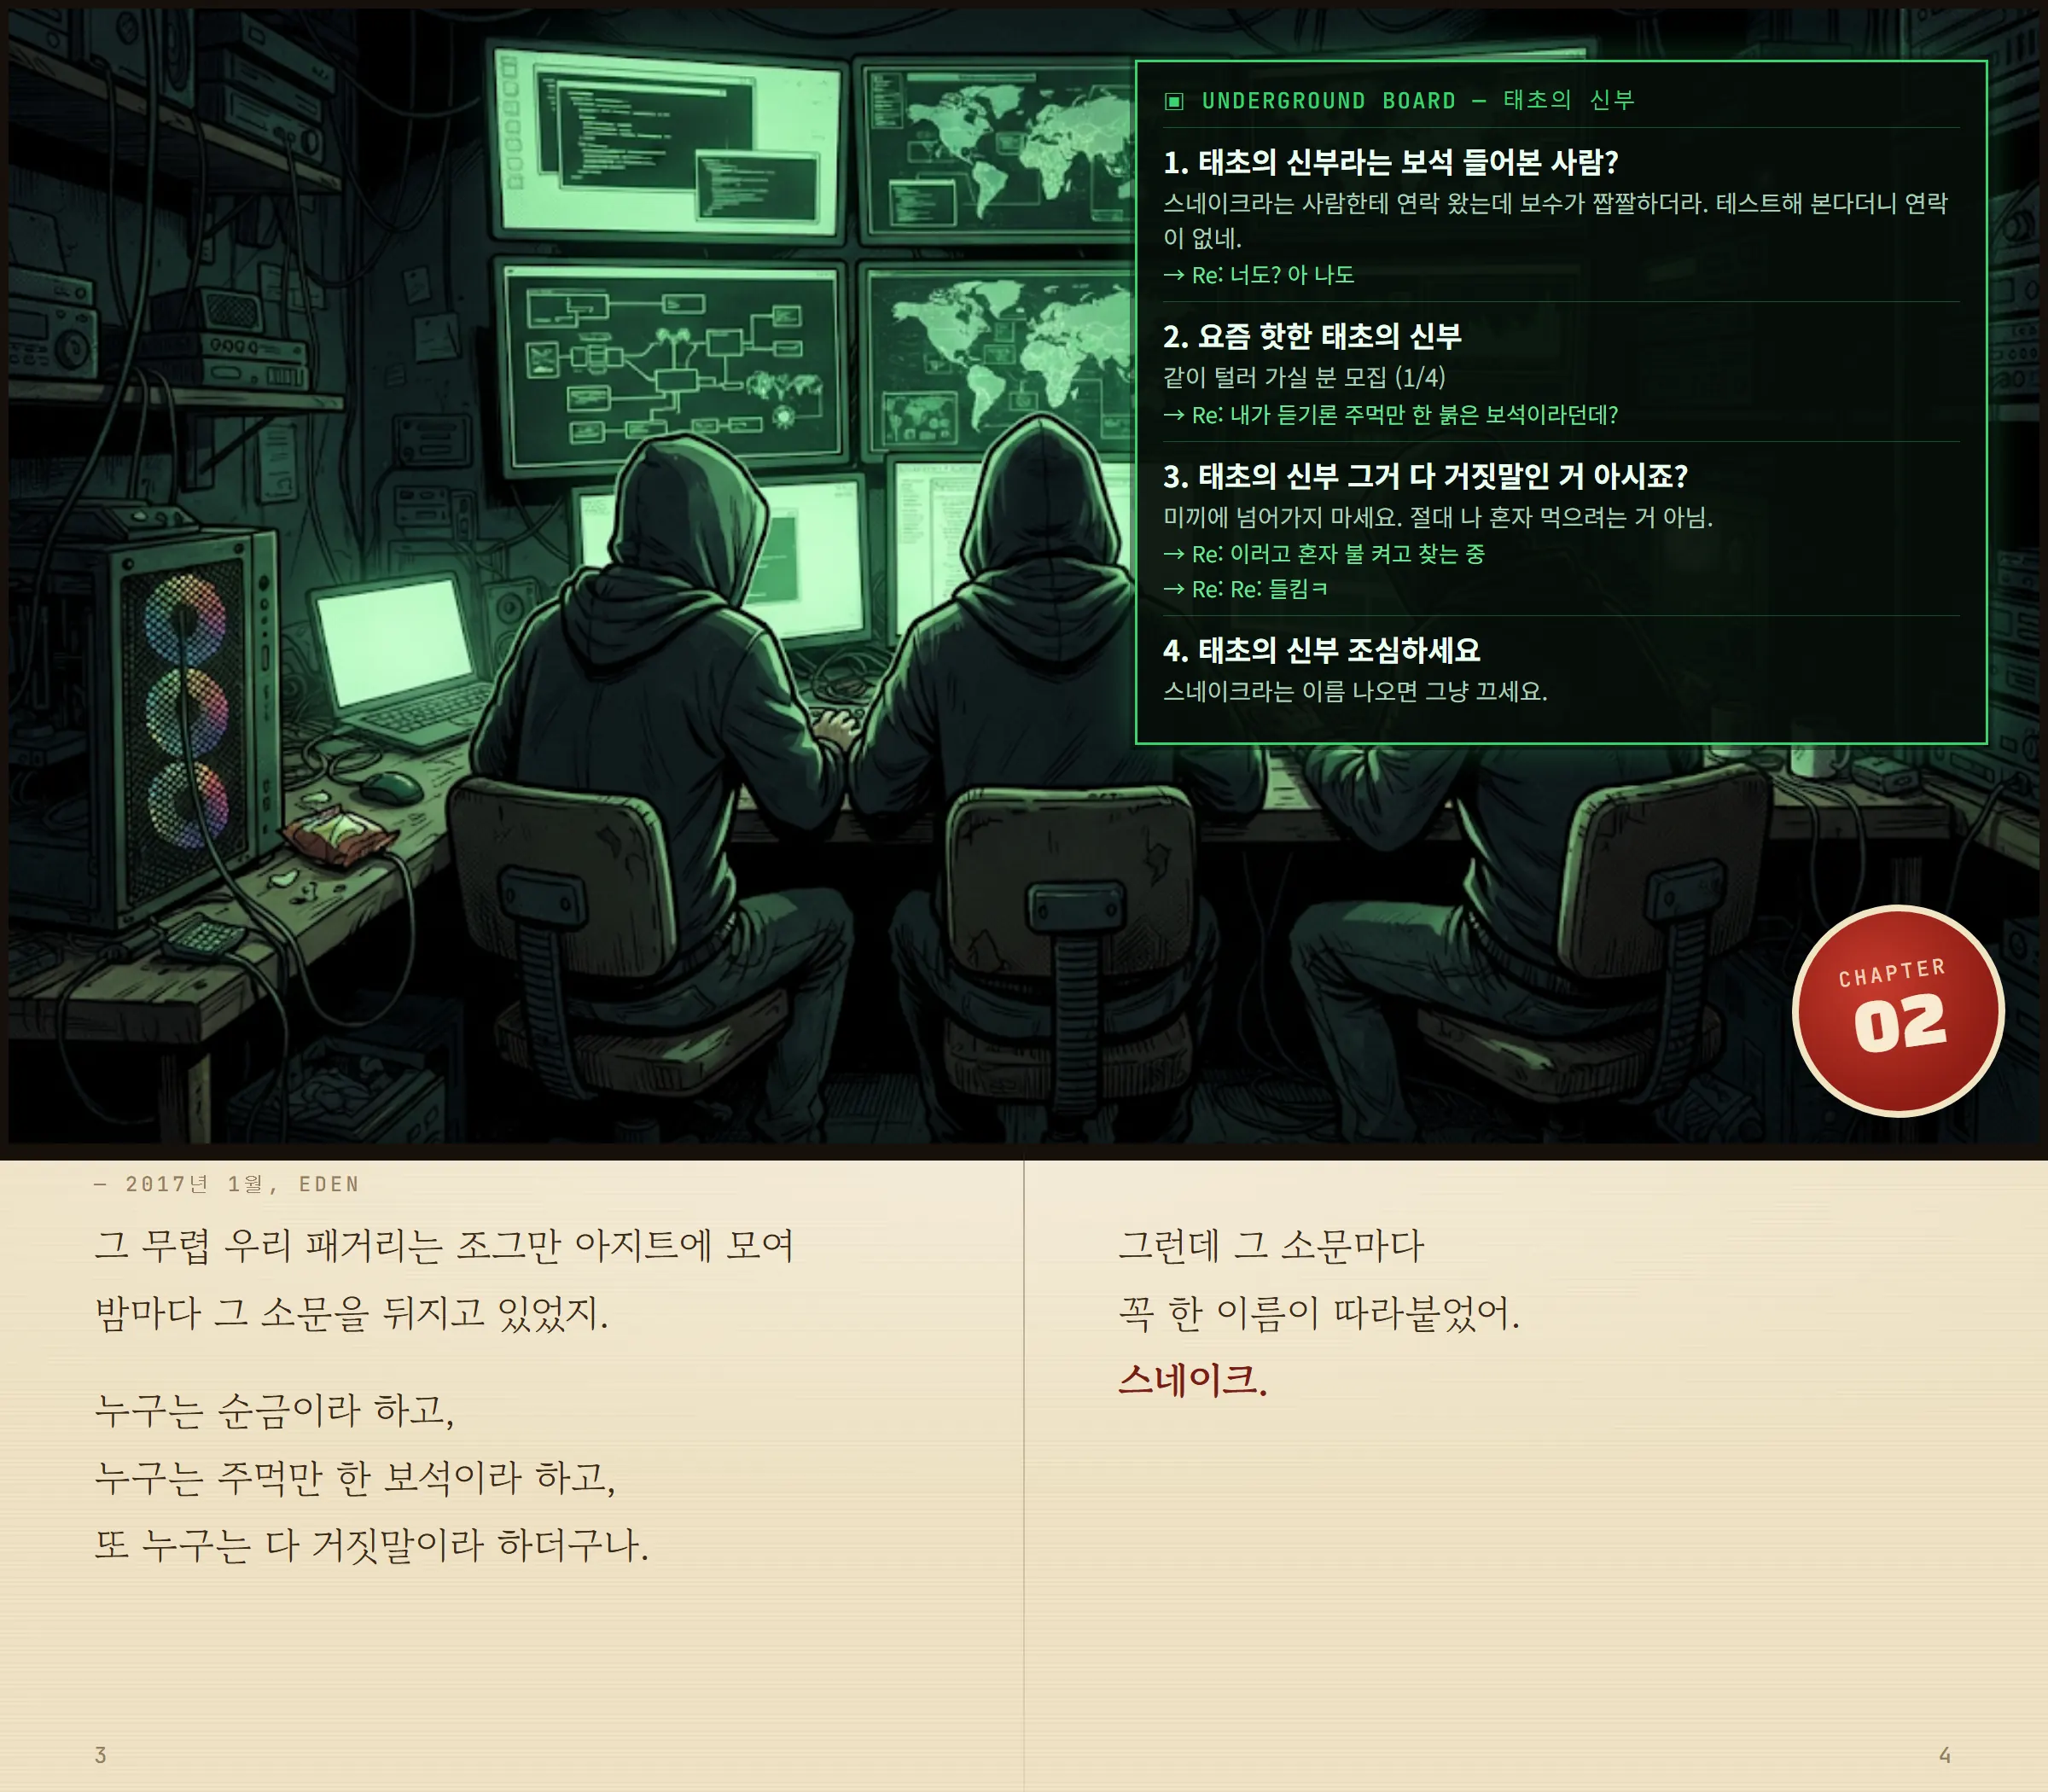 ▣ UNDERGROUND BOARD — 태초의 신부
1. 태초의 신부라는 보석 들어본 사람?
스네이크라는 사람한테 연락 왔는데 보수가 짭짤하더라. 테스트해 본다더니 연락
이 없네.
→ Re: 너도? 아 나도
2. 요즘 핫한 태초의 신부
같이 털러 가실 분 모집 (1/4)
→ Re: 내가 듣기론 주먹만 한 붉은 보석이라던데?
3. 태초의 신부 그거 다 거짓말인 거 아시죠?
미끼에 넘어가지 마세요. 절대 나 혼자 먹으려는 거 아님.
→ Re: 이러고 혼자 불 켜고 찾는 중
→ Re: Re: 들킴ㅋ
4. 태초의 신부 조심하세요
스네이크라는 이름 나오면 그냥 끄세요.
CHAPTER
02
— 2017년 1월, EDEN
그 무렵 우리 패거리는 조그만 아지트에 모여
밤마다 그 소문을 뒤지고 있었지.
누구는 순금이라 하고,
누구는 주먹만 한 보석이라 하고,
또 누구는 다 거짓말이라 하더구나.
3
그런데 그 소문마다
꼭 한 이름이 따라붙었어.
스네이크.
4